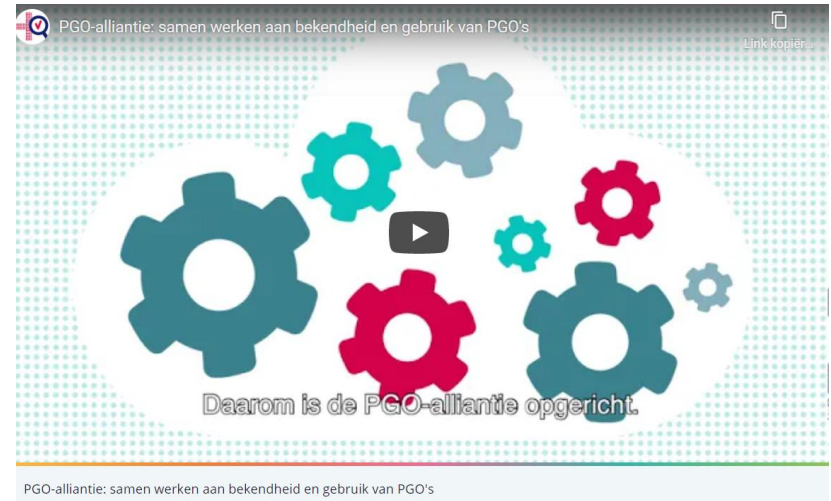 PGO-alliantie: samen werken aan bekendheid en gebruik van PGO's
Link kopiër...
Daarom is de PGO-alliantie opgericht.
PGO-alliantie: samen werken aan bekendheid en gebruik van PGO's